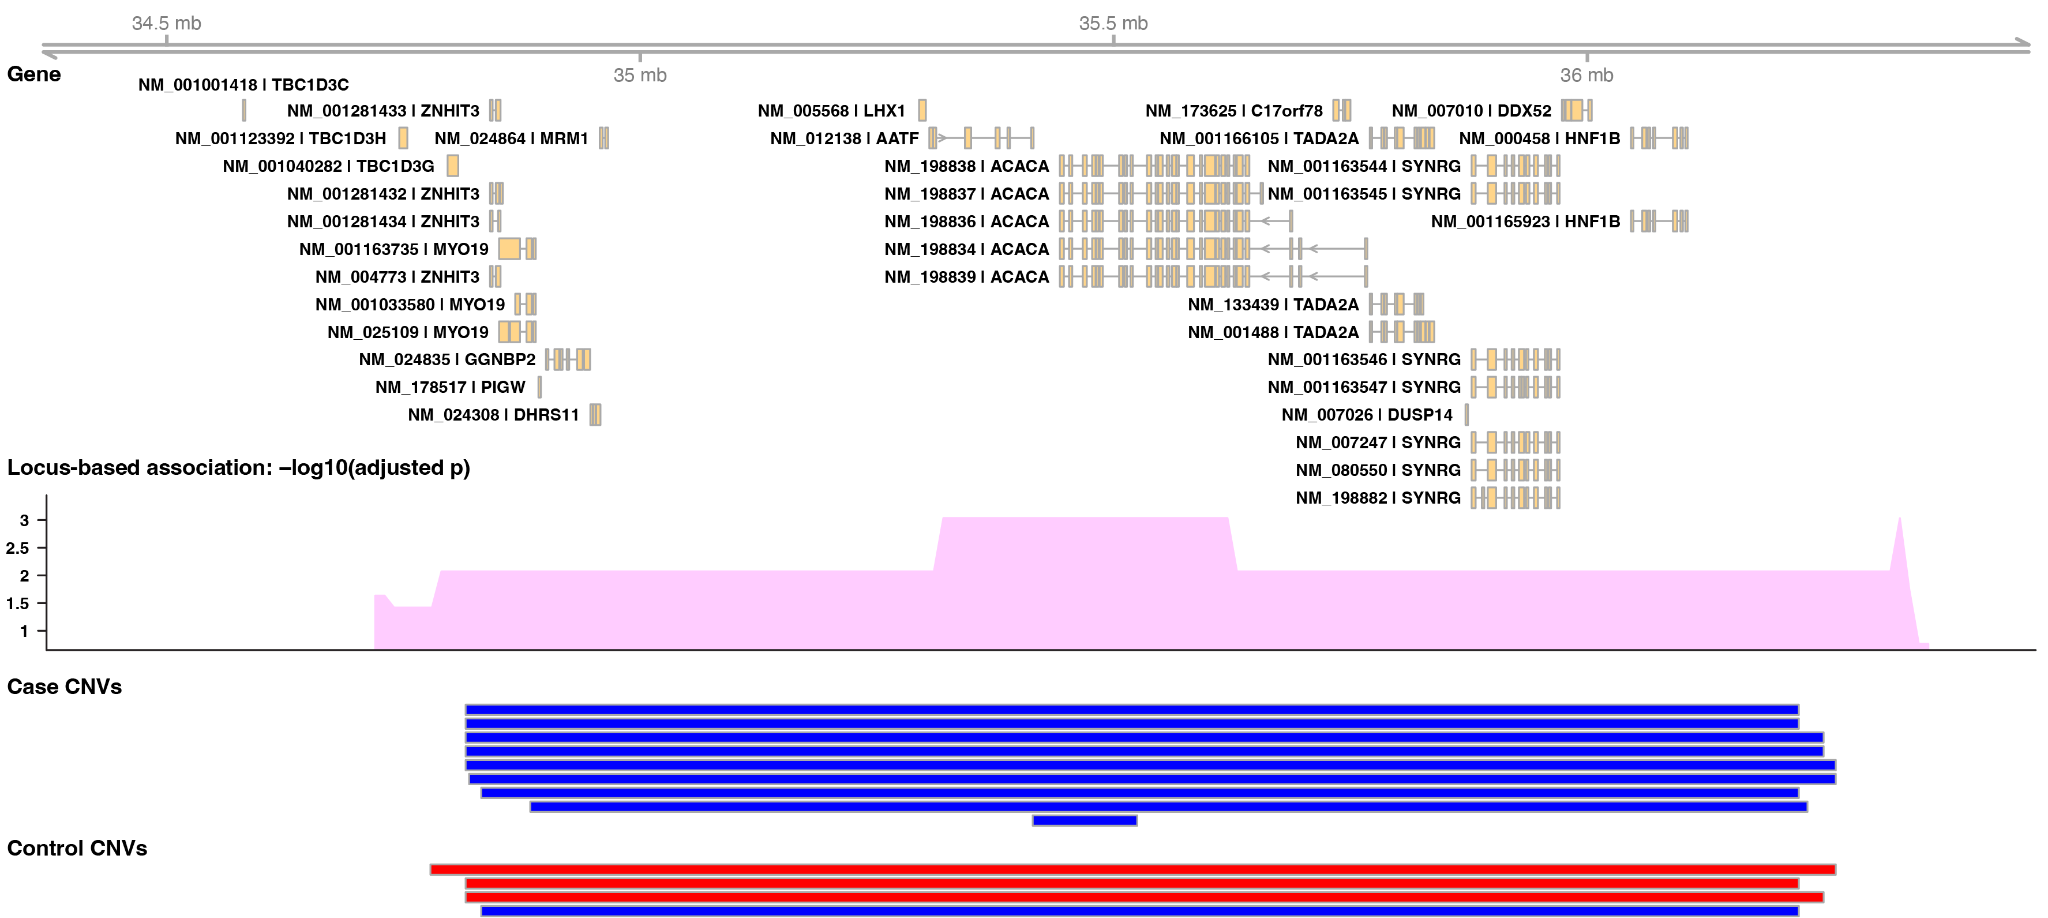 34.5 mb 35.5 mb
Gene 35 mb 36 mb
NM_001001418 | TBC1D3C
NM_001281433 | ZNHIT3 NM_005568 | LHX1 NM_173625 | C17orf78 NM_007010 | DDX52
NM_001123392 | TBC1D3H NM_024864 | MRM1 NM_012138 | AATF NM_001166105 | TADA2A NM_000458 | HNF1B
NM_001040282 | TBC1D3G NM_198838 | ACACA NM_001163544 | SYNRG
NM_001281432 | ZNHIT3 NM_198837 | ACACA NM_001163545 | SYNRG
NM_001281434 | ZNHIT3 NM_198836 | ACACA NM_001165923 | HNF1B
NM_001163735 | MYO19 NM_198834 | ACACA
NM_004773 | ZNHIT3 NM_198839 | ACACA
NM_001033580 | MYO19 NM_133439 | TADA2A
NM_025109 | MYO19 NM_001488 | TADA2A
NM_024835 | GGNBP2 NM_001163546 | SYNRG
NM_178517 | PIGW NM_001163547 | SYNRG
NM_024308 | DHRS11 NM_007026 | DUSP14
NM_007247 | SYNRG
Locus-based association: –log10(adjusted p) NM_080550 | SYNRG
NM_198882 | SYNRG
3
2.5
2
1.5
1
Case CNVs
Control CNVs